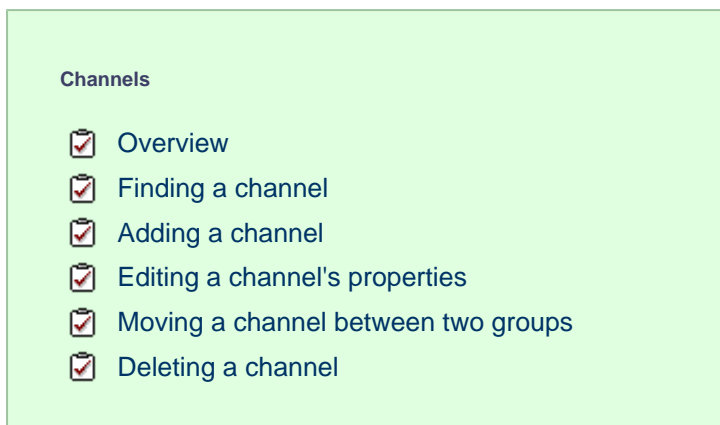 Channels
Overview
Finding a channel
Adding a channel
Editing a channel's properties
Moving a channel between two groups
Deleting a channel